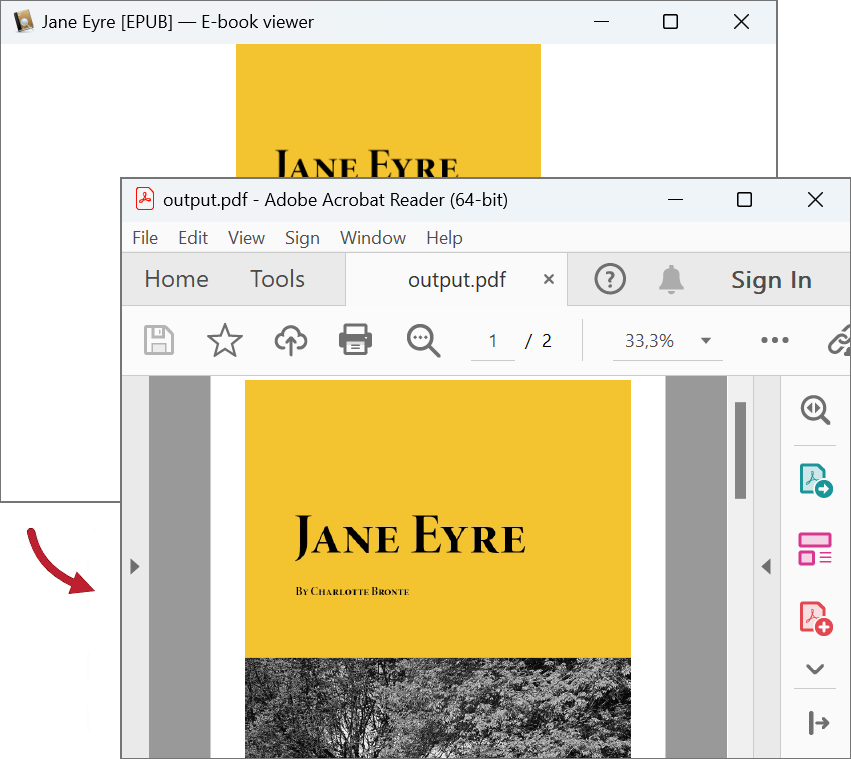 Jane Eyre [EPUB] — E-book viewer
JANE EYRE
output.pdf - Adobe Acrobat Reader (64-bit)
File Edit View Sign Window Help
Home Tools output.pdf × ? Sign In
1 / 2 33,3%
JANE EYRE
BY CHARLOTTE BRONTE